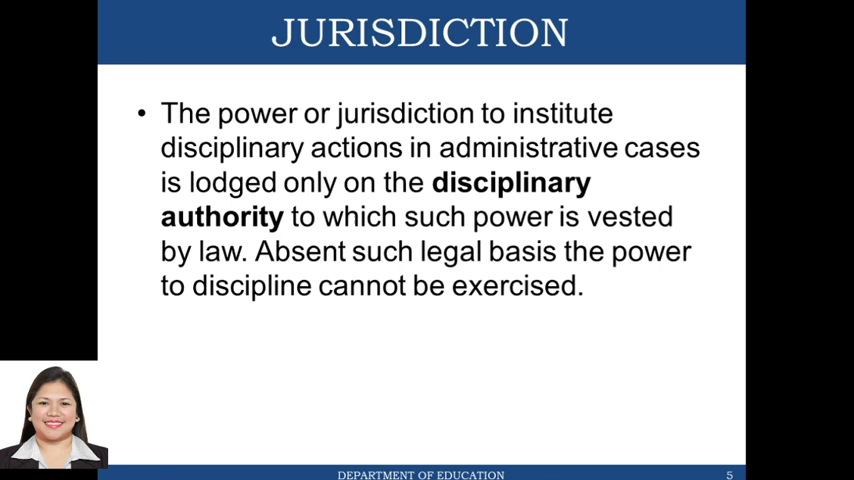 JURISDICTION
• The power or jurisdiction to institute
disciplinary actions in administrative cases
is lodged only on the disciplinary
authority to which such power is vested
by law. Absent such legal basis the power
to discipline cannot be exercised.
DEPARTMENT OF EDUCATION
5